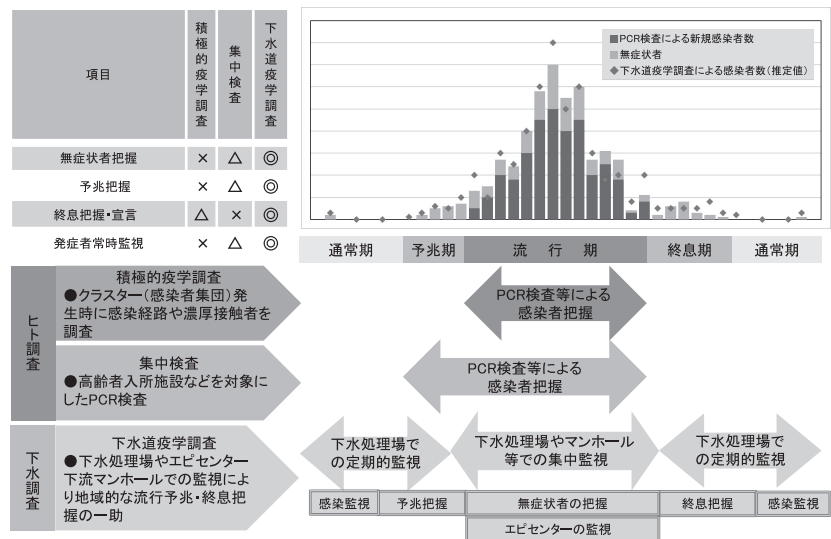 項目
積極的疫学調査
集中検査
下水道疫学調査
無症状者把握 × △ ◎
予兆把握 × △ ◎
終息把握・宣言 △ × ◎
発症者常時監視 × △ ◎
PCR検査による新規感染者数
無症状者
下水道疫学調査による感染者数(推定値)
通常期 予兆期 流行期 終息期 通常期
ヒト調査
積極的疫学調査
●クラスター(感染者集団)発
生時に感染経路や濃厚接触者を
調査
PCR検査等による
感染者把握
集中検査
●高齢者入所施設などを対象に
したPCR検査
PCR検査等による
感染者把握
下水調査
下水道疫学調査
●下水処理場やエピセンター
下流マンホールでの監視によ
り地域的な流行予兆・終息把
握の一助
下水処理場で
の定期的監視
下水処理場やマンホール
等での集中監視
下水処理場で
の定期的監視
感染監視 予兆把握 無症状者の把握 終息把握 感染監視
エピセンターの監視